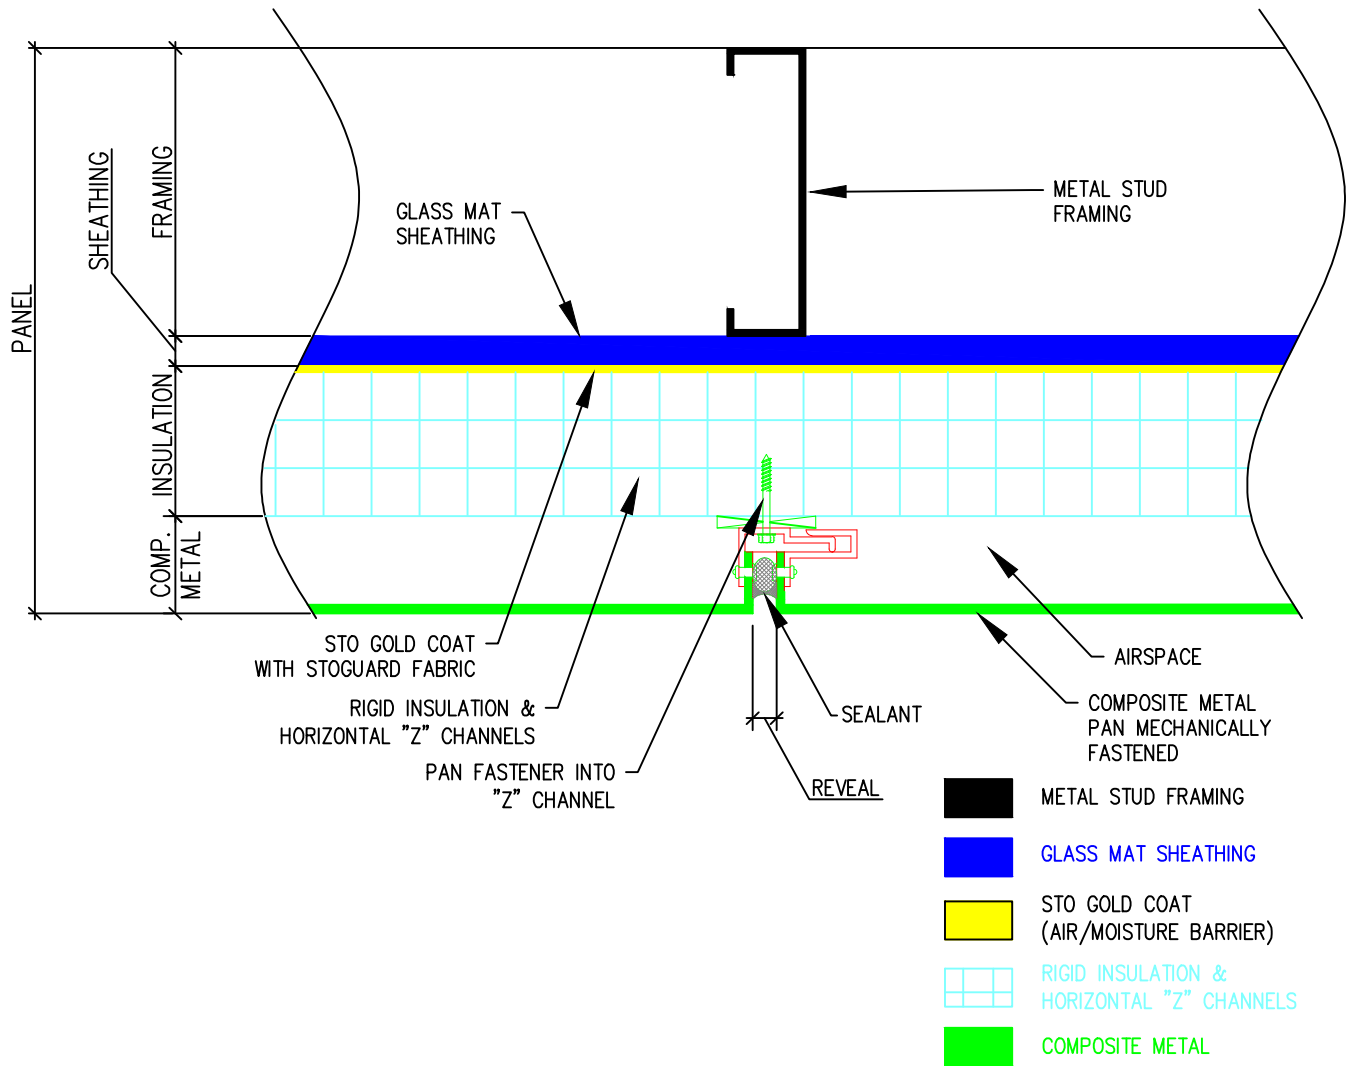 PANEL
SHEATHING
FRAMING
INSULATION
COMP.
METAL
GLASS MAT
SHEATHING
METAL STUD
FRAMING
STO GOLD COAT
WITH STOGUARD FABRIC
RIGID INSULATION &
HORIZONTAL "Z" CHANNELS
PAN FASTENER INTO
"Z" CHANNEL
SEALANT
REVEAL
AIRSPACE
COMPOSITE METAL
PAN MECHANICALLY
FASTENED
METAL STUD FRAMING
GLASS MAT SHEATHING
STO GOLD COAT
(AIR/MOISTURE BARRIER)
RIGID INSULATION &
HORIZONTAL "Z" CHANNELS
COMPOSITE METAL